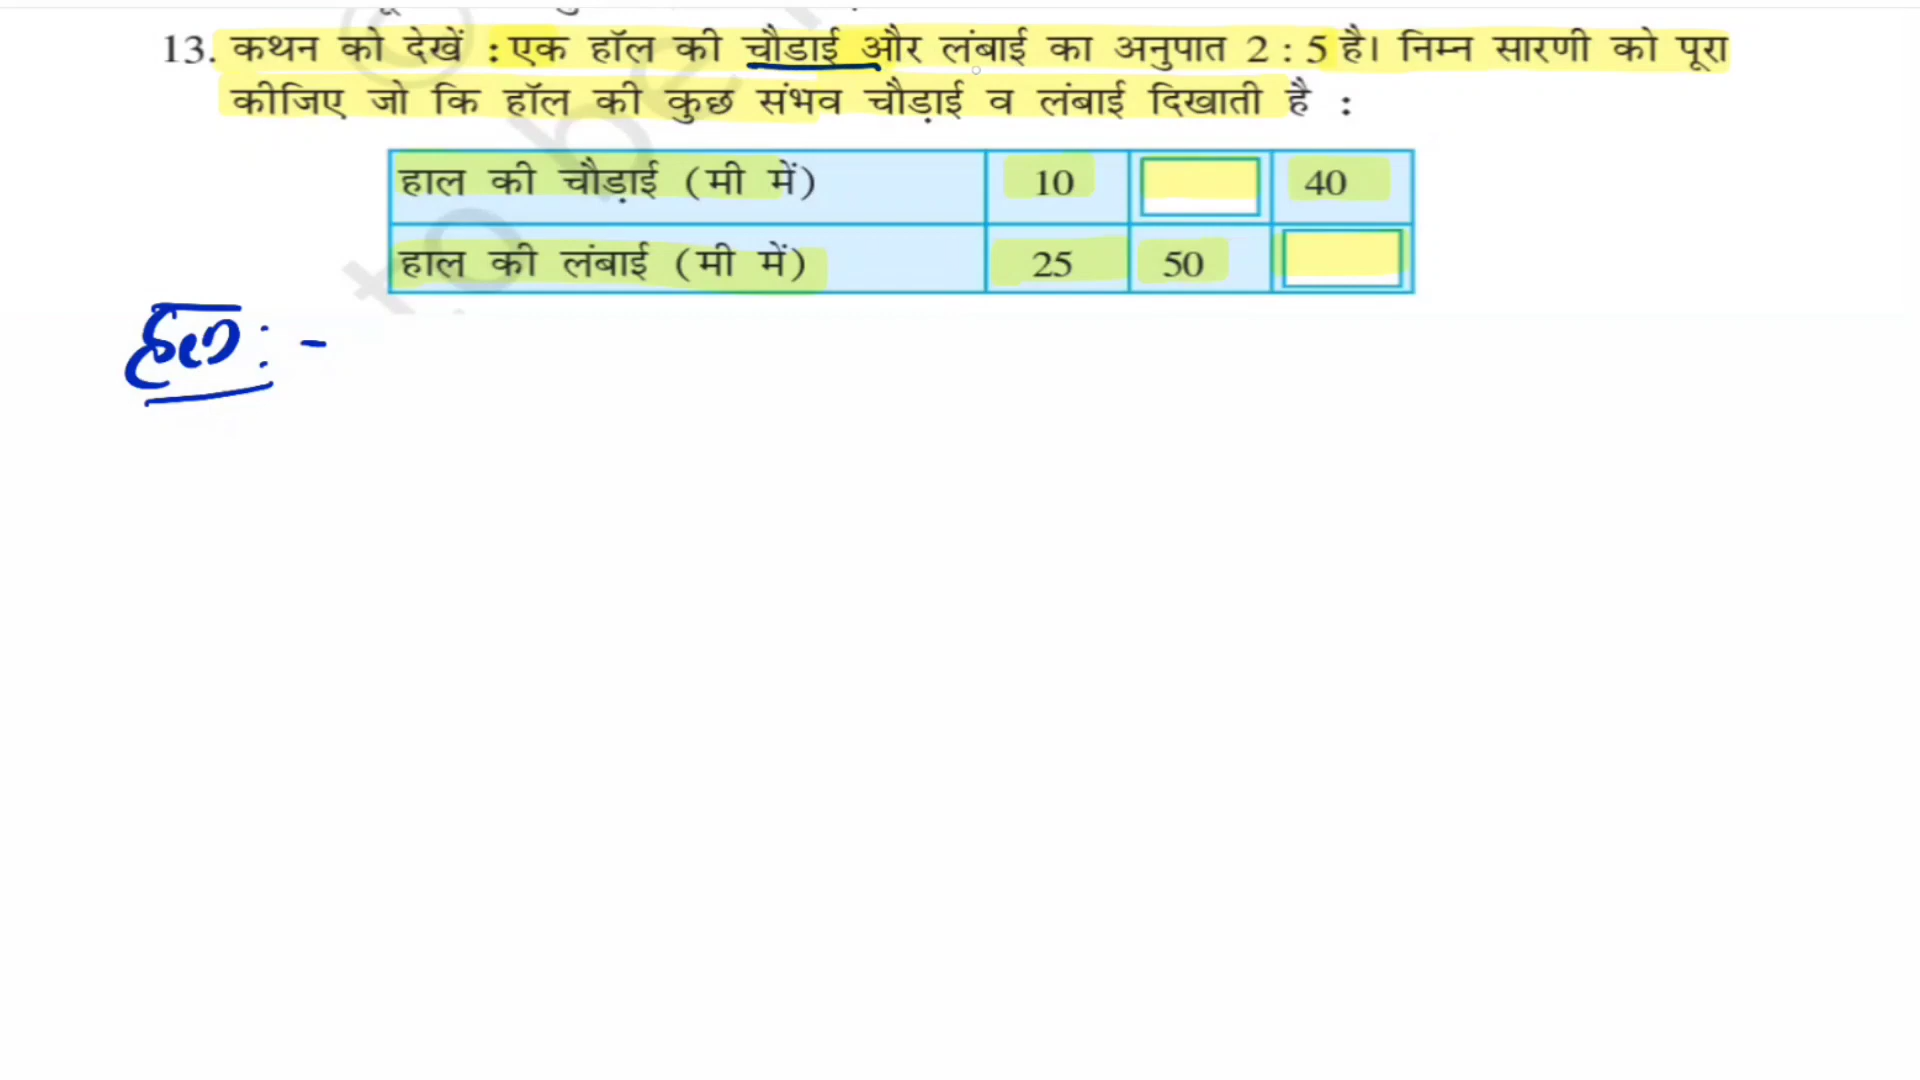 13. कथन को देखें : एक हॉल की चौडाई और लंबाई का अनुपात 2 : 5 है। निम्न सारणी को पूरा
कीजिए जो कि हॉल की कुछ संभव चौड़ाई व लंबाई दिखाती है :
हाल की चौड़ाई (मी में) 10 40
हाल की लंबाई (मी में) 25 50
हल : -